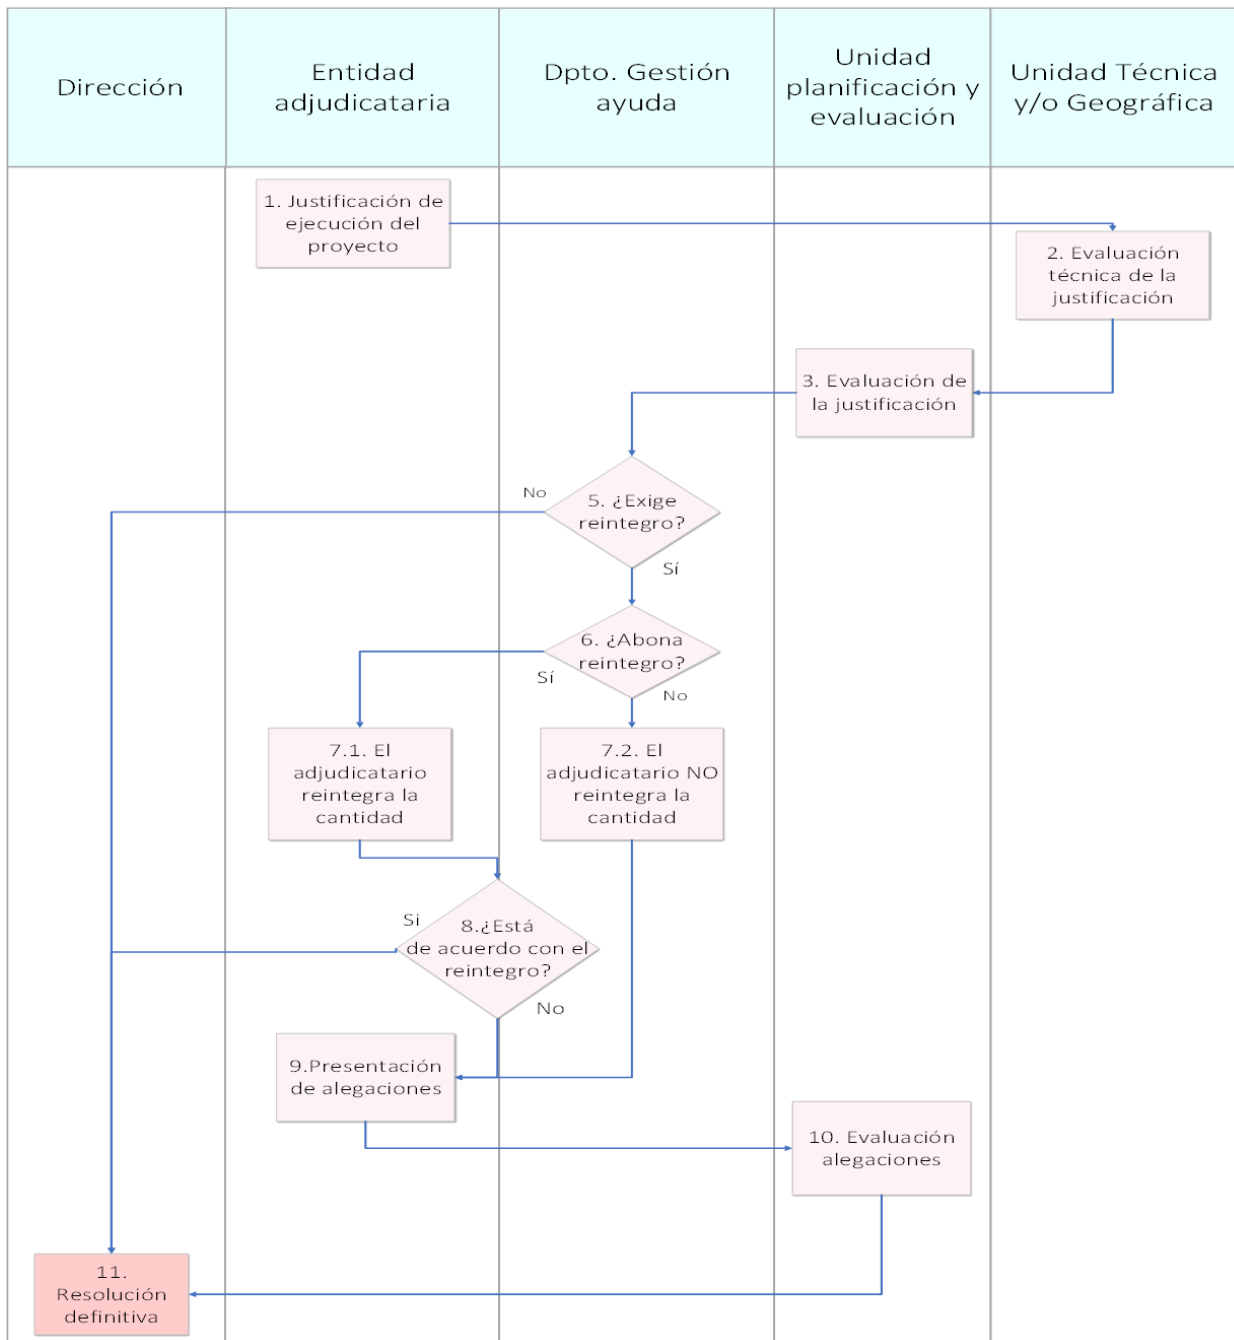 Dirección
Entidad
adjudicataria
Dpto. Gestión
ayuda
Unidad
planificación y
evaluación
Unidad Técnica
y/o Geográfica
1. Justificación de
ejecución del
proyecto
2. Evaluación
técnica de la
justificación
3. Evaluación de
la justificación
No
5. ¿Exige
reintegro?
Sí
6. ¿Abona
reintegro?
Sí
No
7.1. El
adjudicatario
reintegra la
cantidad
7.2. El
adjudicatario NO
reintegra la
cantidad
Si
8.¿Está
de acuerdo con el
reintegro?
No
9.Presentación
de alegaciones
10. Evaluación
alegaciones
11.
Resolución
definitiva